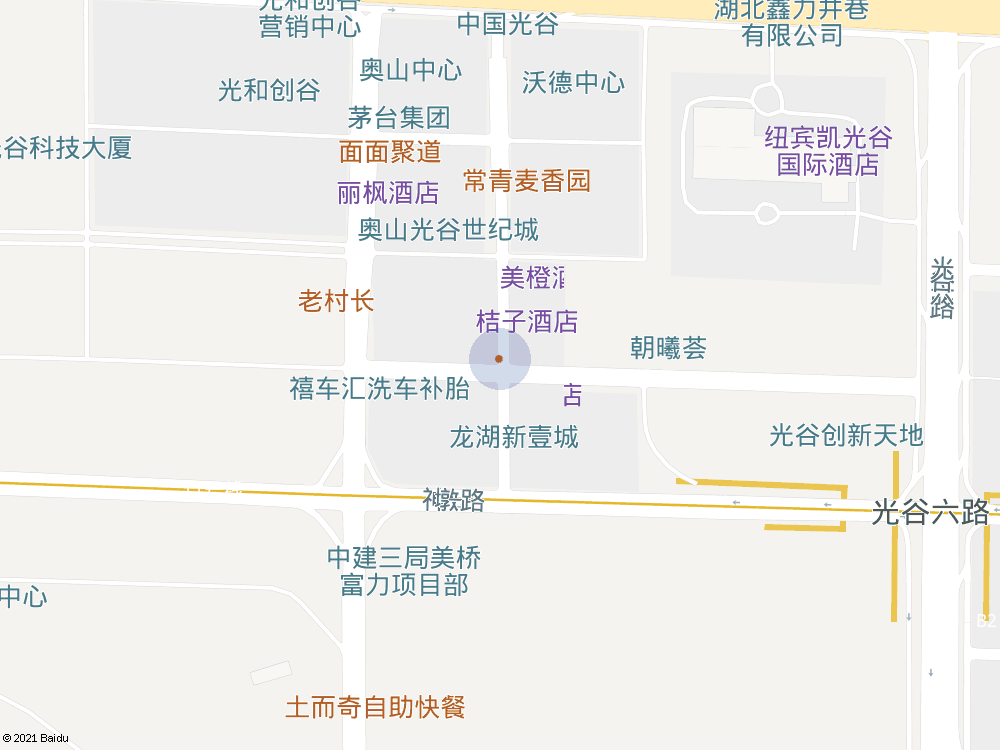 光和创谷
营销中心
中国光谷
湖北鑫力井巷
有限公司
奥山中心
沃德中心
光和创谷
茅台集团
谷科技大厦
面面聚道
纽宾凯光谷
国际酒店
常青麦香园
丽枫酒店
奥山光谷世纪城
美橙酒
老村长
桔子酒店
朝曦荟
禧车汇洗车补胎
店
龙湖新壹城
光谷创新天地
光谷六路
中建三局美桥
富力项目部
中心
B2
土而奇自助快餐
© 2021 Baidu